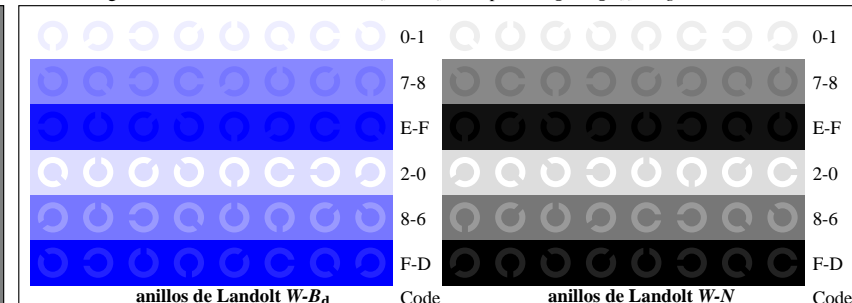 0-1 0-1
7-8 7-8
E-F E-F
2-0 2-0
8-6 8-6
F-D F-D
anillos de Landolt W-Bd Code anillos de Landolt W-N Code